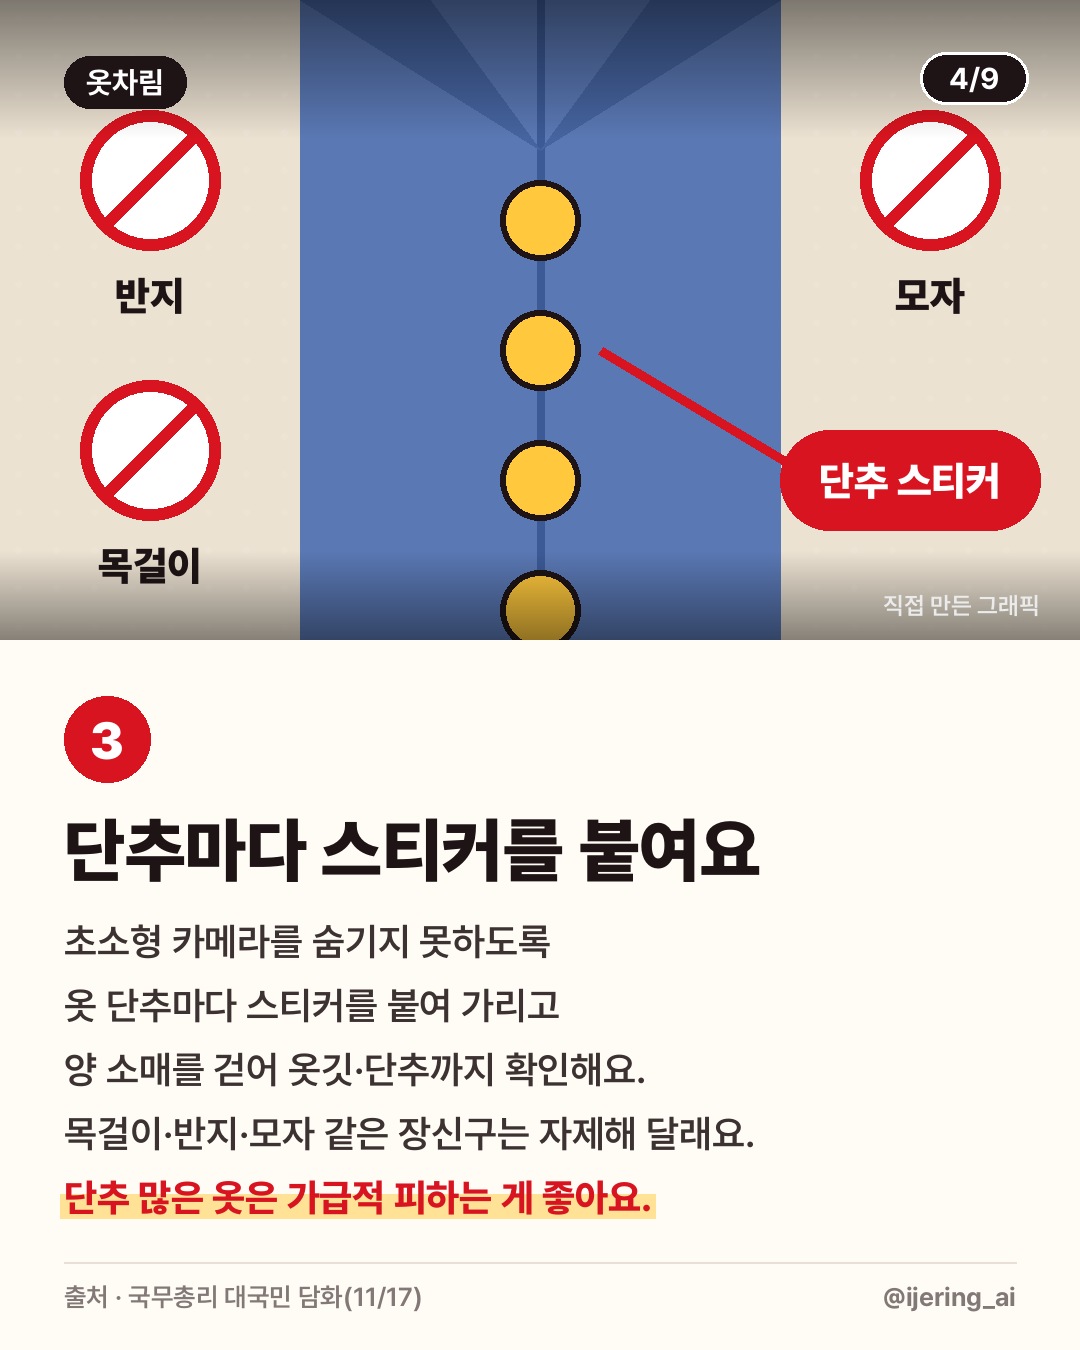 옷차림
4/9
반지
모자
목걸이
단추 스티커
직접 만든 그래픽
3
단추마다 스티커를 붙여요
초소형 카메라를 숨기지 못하도록
옷 단추마다 스티커를 붙여 가리고
양 소매를 걷어 옷깃·단추까지 확인해요.
목걸이·반지·모자 같은 장신구는 자제해 달래요.
단추 많은 옷은 가급적 피하는 게 좋아요.
출처 · 국무총리 대국민 담화(11/17)
@ijering_ai